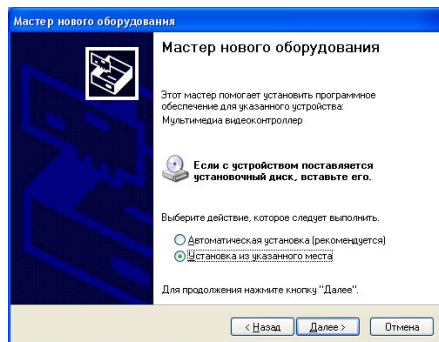 Мастер нового оборудования
Мастер нового оборудования
Этот мастер помогает установить программное
обеспечение для указанного устройства:
Мультимедиа видеоконтроллер
Если с устройством поставляется
установочный диск, вставьте его.
Выберите действие, которое следует выполнить.
Автоматическая установка (рекомендуется)
Установка из указанного места
Для продолжения нажмите кнопку "Далее".
< Назад Далее > Отмена